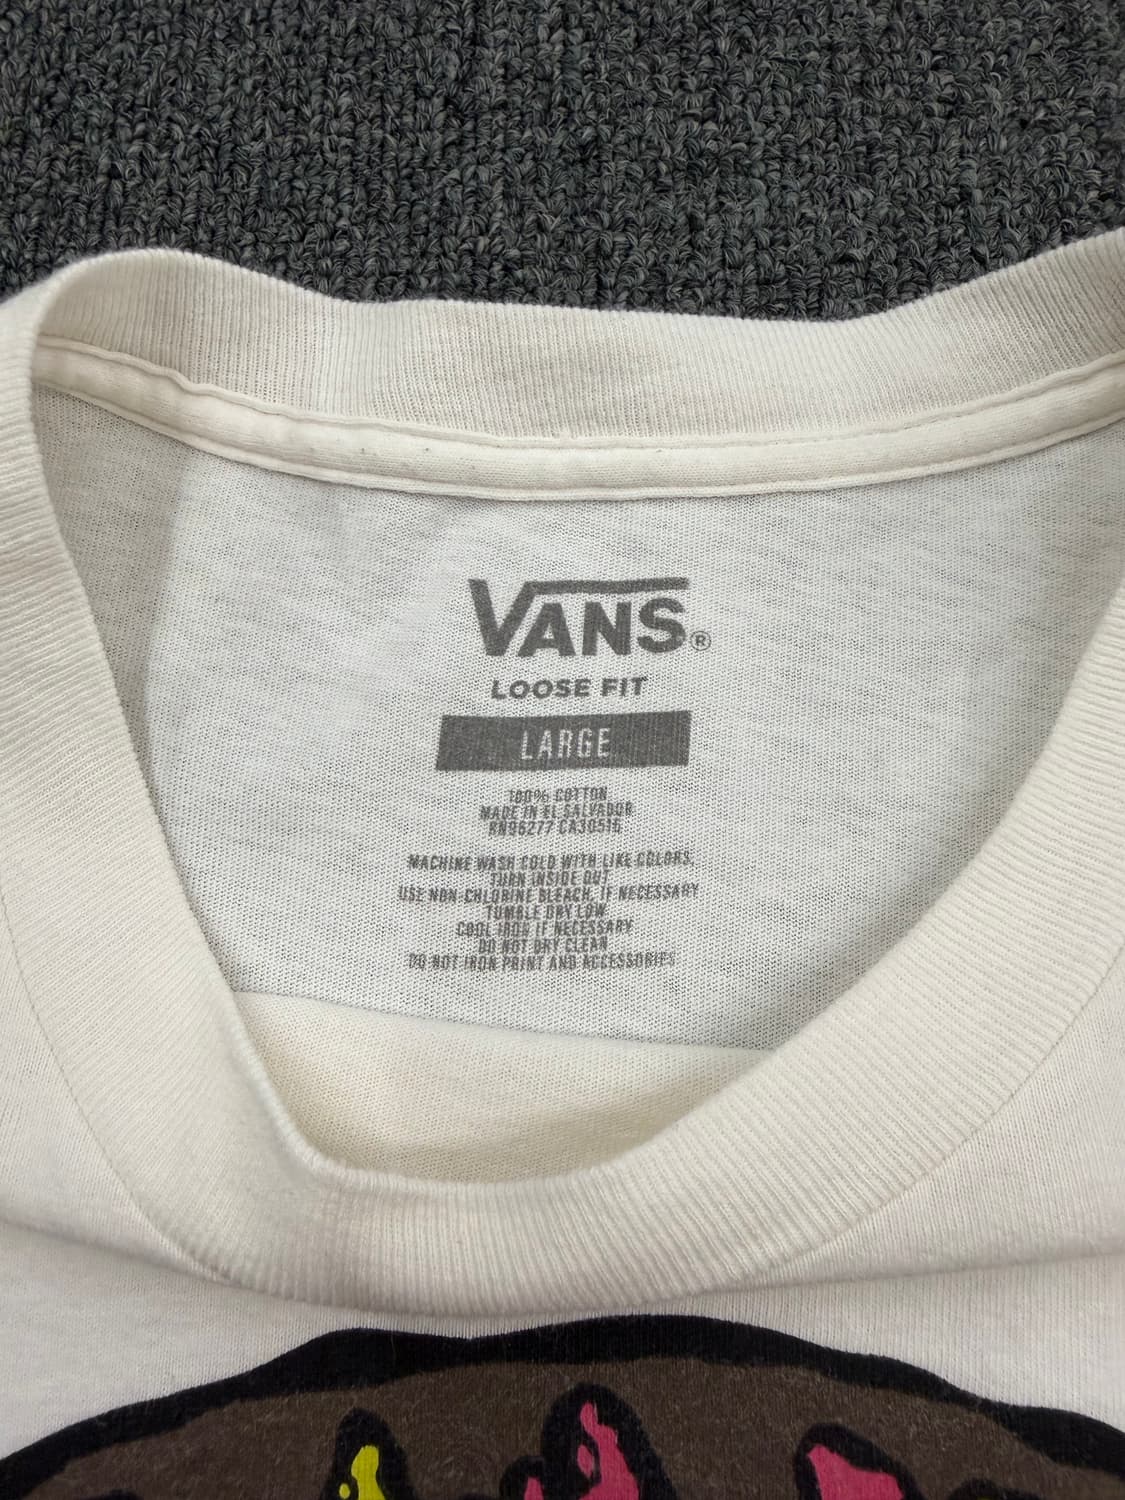 VANS®
LOOSE FIT
LARGE
100% COTTON
MADE IN EL SALVADOR
RN96277 CA30516
MACHINE WASH COLD WITH LIKE COLORS,
TURN INSIDE OUT
USE NON-CHLORINE BLEACH, IF NECESSARY
TUMBLE DRY LOW
COOL IRON IF NECESSARY
DO NOT DRY CLEAN
DO NOT IRON PRINT AND ACCESSORIES